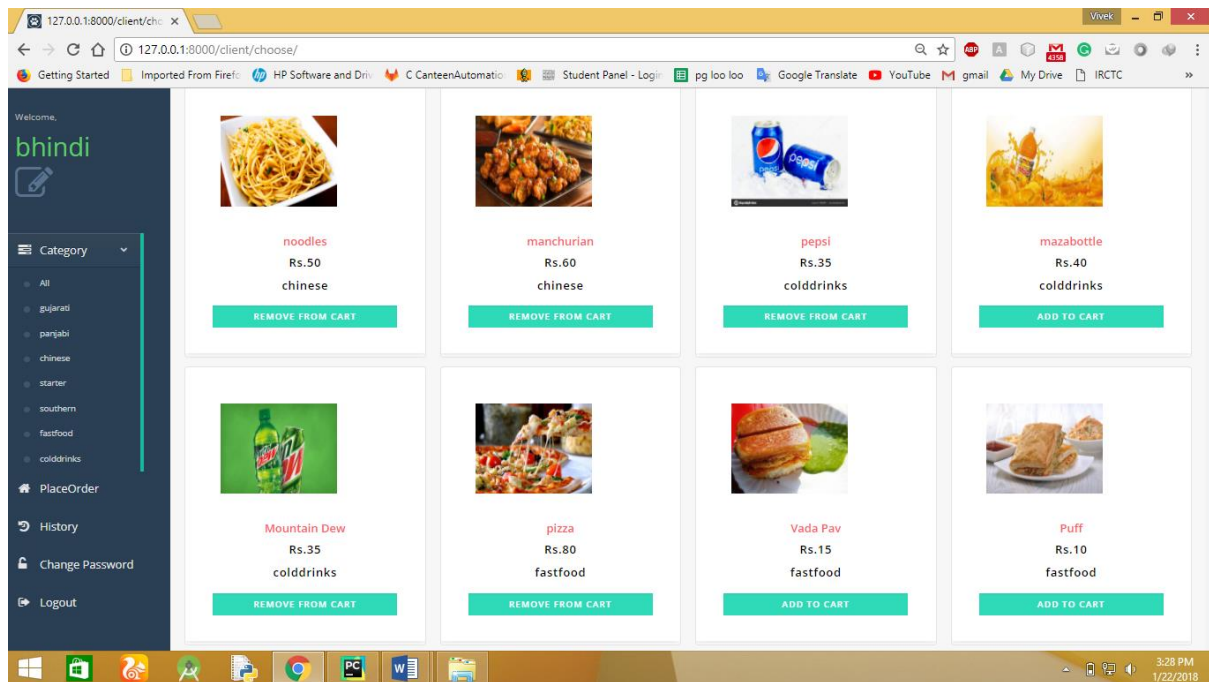 127.0.0.1:8000/client/cho
Vivek
127.0.0.1:8000/client/choose/
ABP
A
4358
Getting Started Imported From Firefo HP Software and Driv C CanteenAutomatio Student Panel - Login pg loo loo Google Translate YouTube gmail My Drive IRCTC »
Welcome,
bhindi
Category
All
gujarati
panjabi
chinese
starter
southern
fastfood
colddrinks
PlaceOrder
History
Change Password
Logout
pepsi
noodles manchurian pepsi mazabottle
Rs.50 Rs.60 Rs.35 Rs.40
chinese chinese colddrinks colddrinks
REMOVE FROM CART REMOVE FROM CART REMOVE FROM CART ADD TO CART
Mountain Dew pizza Vada Pav Puff
Rs.35 Rs.80 Rs.15 Rs.10
colddrinks fastfood fastfood fastfood
REMOVE FROM CART REMOVE FROM CART ADD TO CART ADD TO CART
PC
W
3:28 PM
1/22/2018